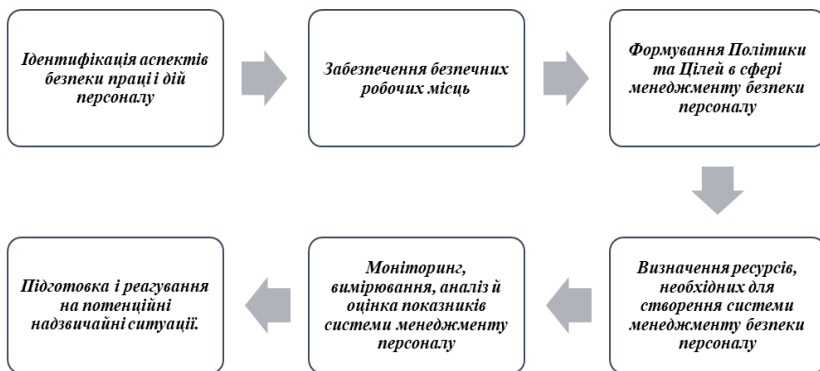 Ідентифікація аспектів
безпеки праці і дій
персоналу
Забезпечення безпечних
робочих місць
Формування Політики
та Цілей в сфері
менеджменту безпеки
персоналу
Визначення ресурсів,
необхідних для
створення системи
менеджменту безпеки
персоналу
Моніторинг,
вимірювання, аналіз й
оцінка показників
системи менеджменту
персоналу
Підготовка і реагування
на потенційні
надзвичайні ситуації.